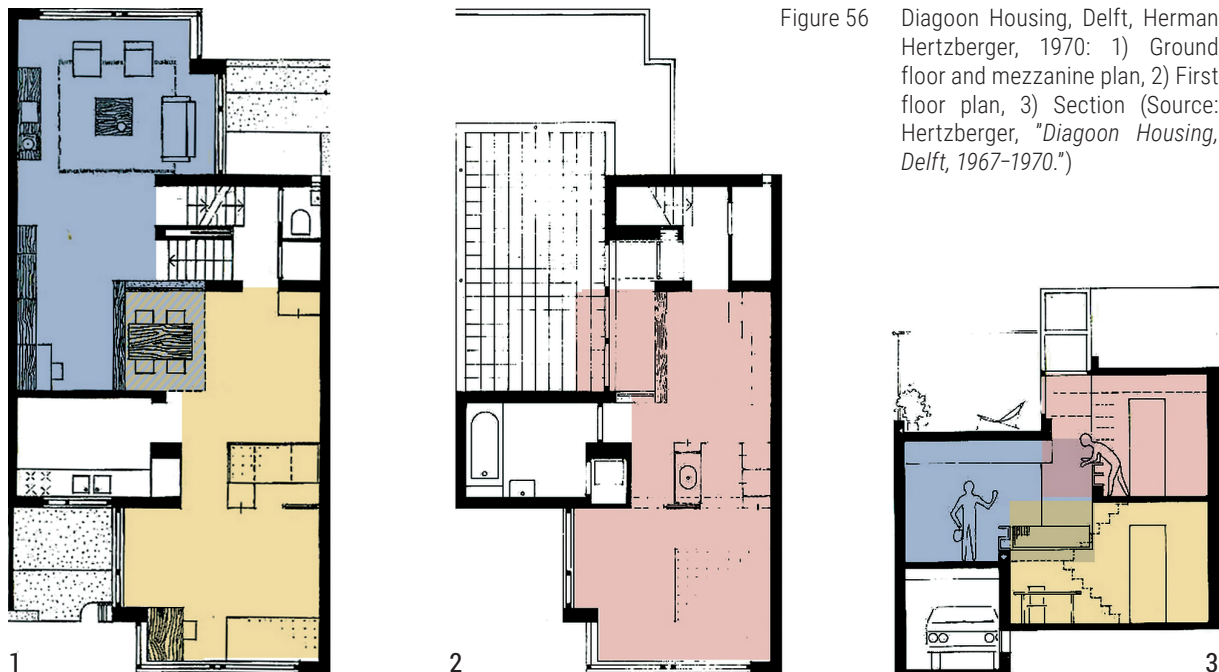 Figure 56 Diagoon Housing, Delft, Herman
Hertzberger, 1970: 1) Ground
floor and mezzanine plan, 2) First
floor plan, 3) Section (Source:
Hertzberger, "Diagoon Housing,
Delft, 1967–1970.")
1
2
3